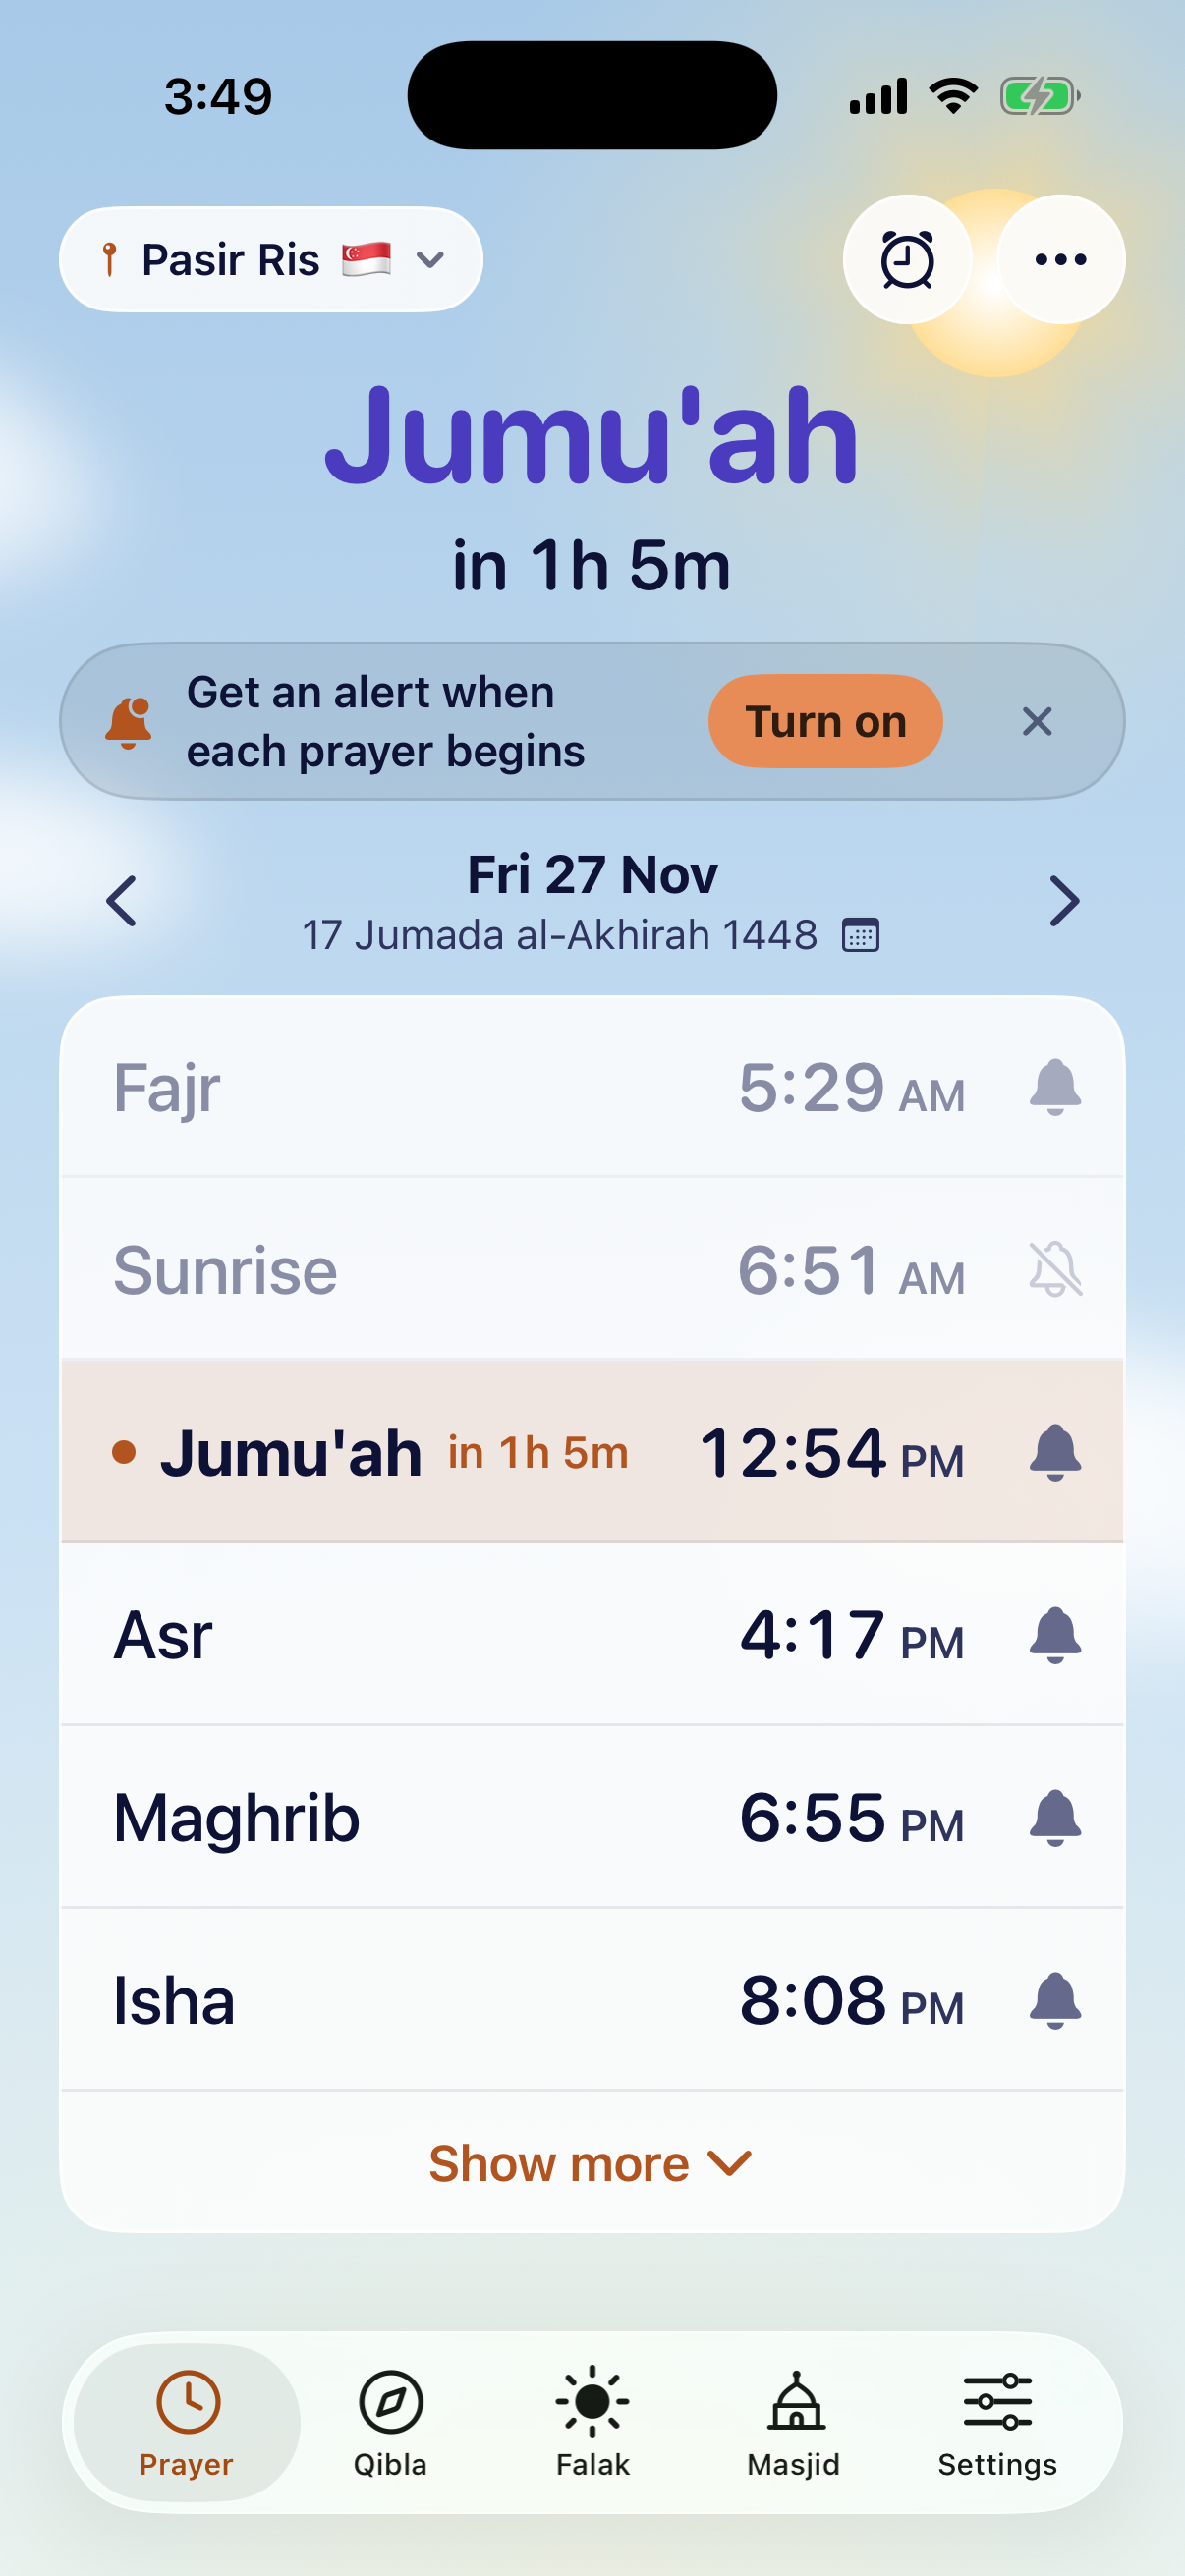 3:49
Pasir Ris
Jumu'ah
in 1h 5m
Get an alert when
each prayer begins
Turn on
Fri 27 Nov
17 Jumada al-Akhirah 1448
Fajr 5:29 AM
Sunrise 6:51 AM
Jumu'ah in 1h 5m 12:54 PM
Asr 4:17 PM
Maghrib 6:55 PM
Isha 8:08 PM
Show more
Prayer Qibla Falak Masjid Settings